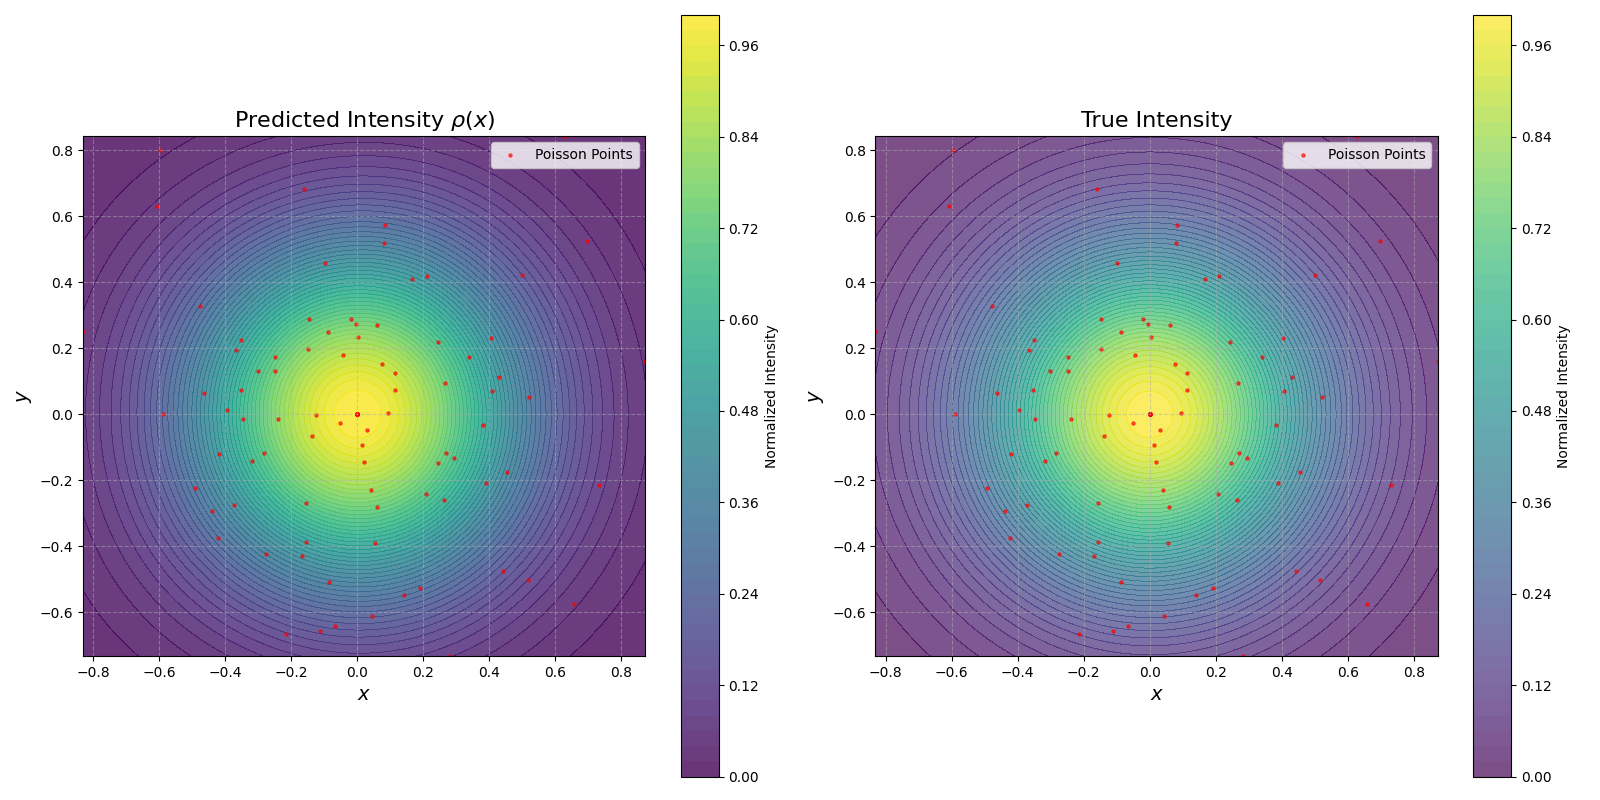 Predicted Intensity ρ(x)
Poisson Points
0.8
0.6
0.4
0.2
0.0
−0.2
−0.4
−0.6
y
−0.8 −0.6 −0.4 −0.2 0.0 0.2 0.4 0.6 0.8
x
0.96
0.84
0.72
0.60
0.48
0.36
0.24
0.12
0.00
Normalized Intensity
True Intensity
Poisson Points
0.8
0.6
0.4
0.2
0.0
−0.2
−0.4
−0.6
y
−0.8 −0.6 −0.4 −0.2 0.0 0.2 0.4 0.6 0.8
x
0.96
0.84
0.72
0.60
0.48
0.36
0.24
0.12
0.00
Normalized Intensity